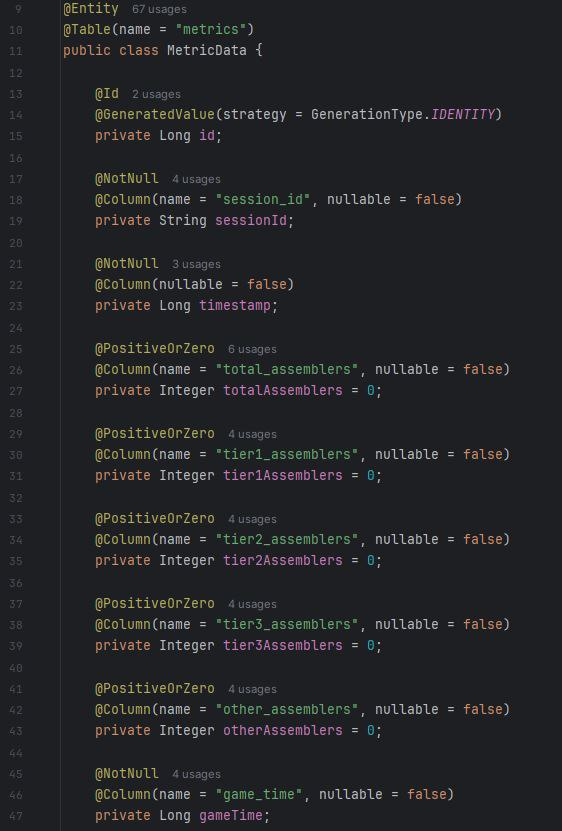 9 @Entity 67 usages
10 @Table(name = "metrics")
11 public class MetricData {
12
13 @Id 2 usages
14 @GeneratedValue(strategy = GenerationType.IDENTITY)
15 private Long id;
16
17 @NotNull 4 usages
18 @Column(name = "session_id", nullable = false)
19 private String sessionId;
20
21 @NotNull 3 usages
22 @Column(nullable = false)
23 private Long timestamp;
24
25 @PositiveOrZero 6 usages
26 @Column(name = "total_assemblers", nullable = false)
27 private Integer totalAssemblers = 0;
28
29 @PositiveOrZero 4 usages
30 @Column(name = "tier1_assemblers", nullable = false)
31 private Integer tier1Assemblers = 0;
32
33 @PositiveOrZero 4 usages
34 @Column(name = "tier2_assemblers", nullable = false)
35 private Integer tier2Assemblers = 0;
36
37 @PositiveOrZero 4 usages
38 @Column(name = "tier3_assemblers", nullable = false)
39 private Integer tier3Assemblers = 0;
40
41 @PositiveOrZero 4 usages
42 @Column(name = "other_assemblers", nullable = false)
43 private Integer otherAssemblers = 0;
44
45 @NotNull 4 usages
46 @Column(name = "game_time", nullable = false)
47 private Long gameTime;